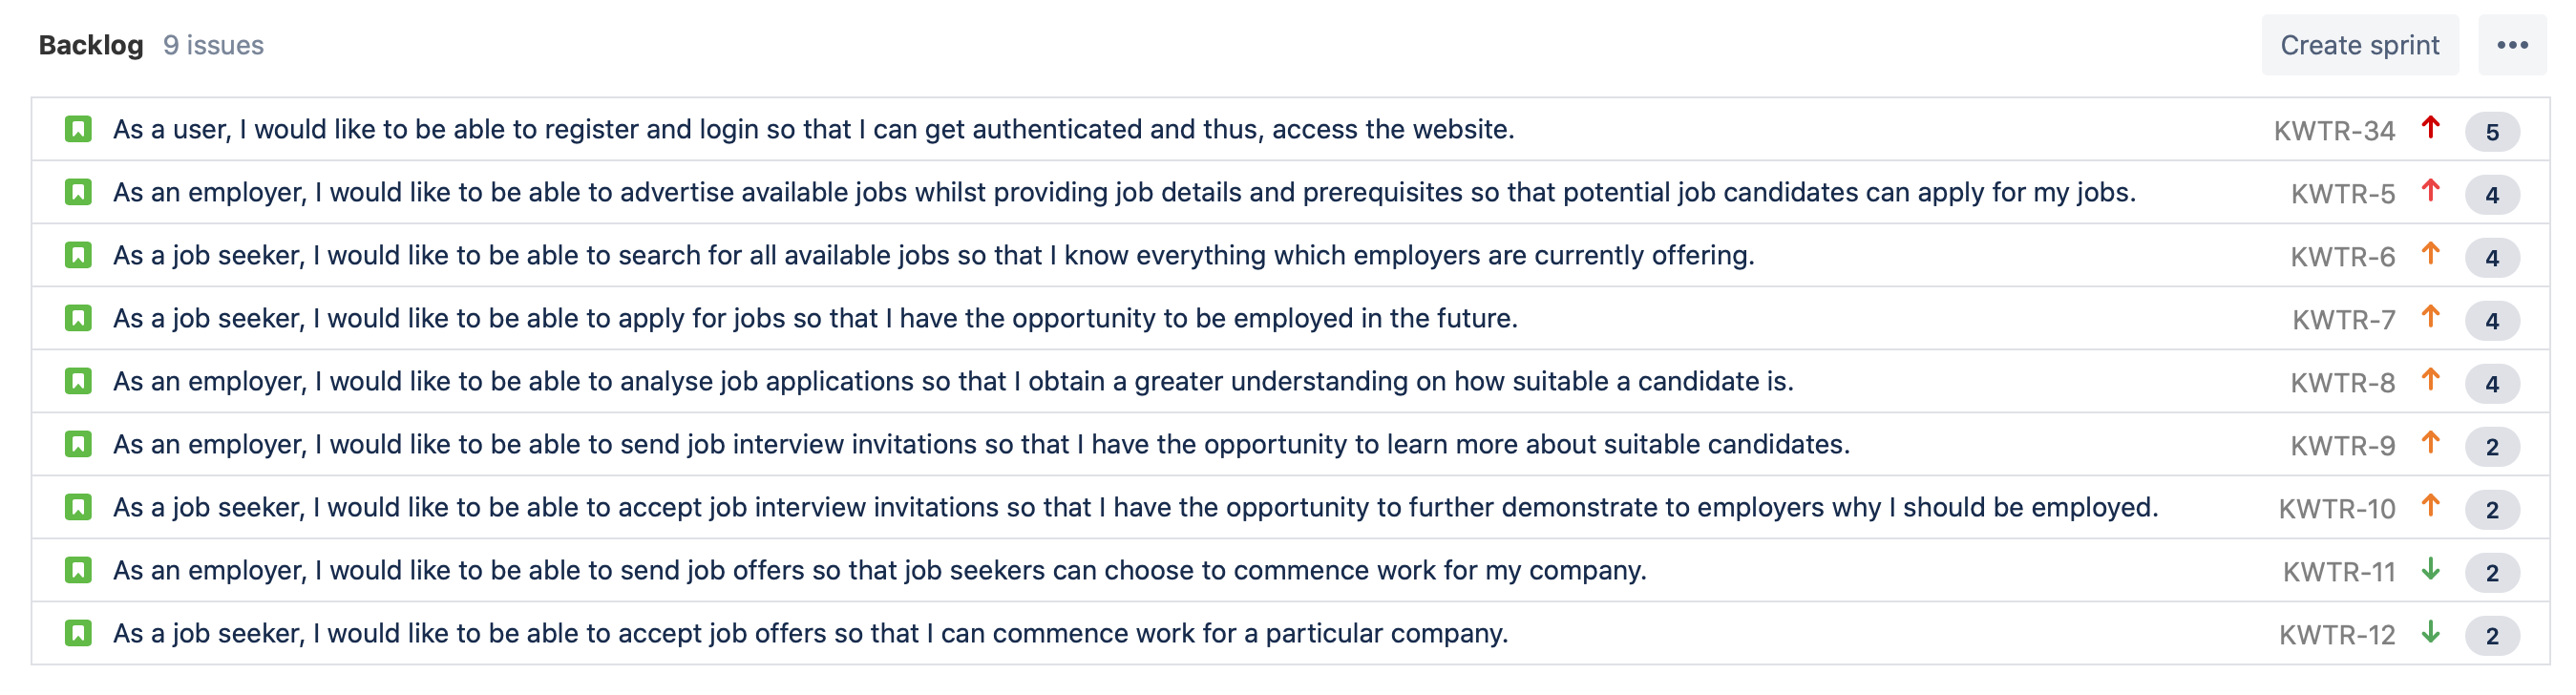 Backlog 9 issues Create sprint •••
As a user, I would like to be able to register and login so that I can get authenticated and thus, access the website. KWTR-34 5
As an employer, I would like to be able to advertise available jobs whilst providing job details and prerequisites so that potential job candidates can apply for my jobs. KWTR-5 4
As a job seeker, I would like to be able to search for all available jobs so that I know everything which employers are currently offering. KWTR-6 4
As a job seeker, I would like to be able to apply for jobs so that I have the opportunity to be employed in the future. KWTR-7 4
As an employer, I would like to be able to analyse job applications so that I obtain a greater understanding on how suitable a candidate is. KWTR-8 4
As an employer, I would like to be able to send job interview invitations so that I have the opportunity to learn more about suitable candidates. KWTR-9 2
As a job seeker, I would like to be able to accept job interview invitations so that I have the opportunity to further demonstrate to employers why I should be employed. KWTR-10 2
As an employer, I would like to be able to send job offers so that job seekers can choose to commence work for my company. KWTR-11 2
As a job seeker, I would like to be able to accept job offers so that I can commence work for a particular company. KWTR-12 2